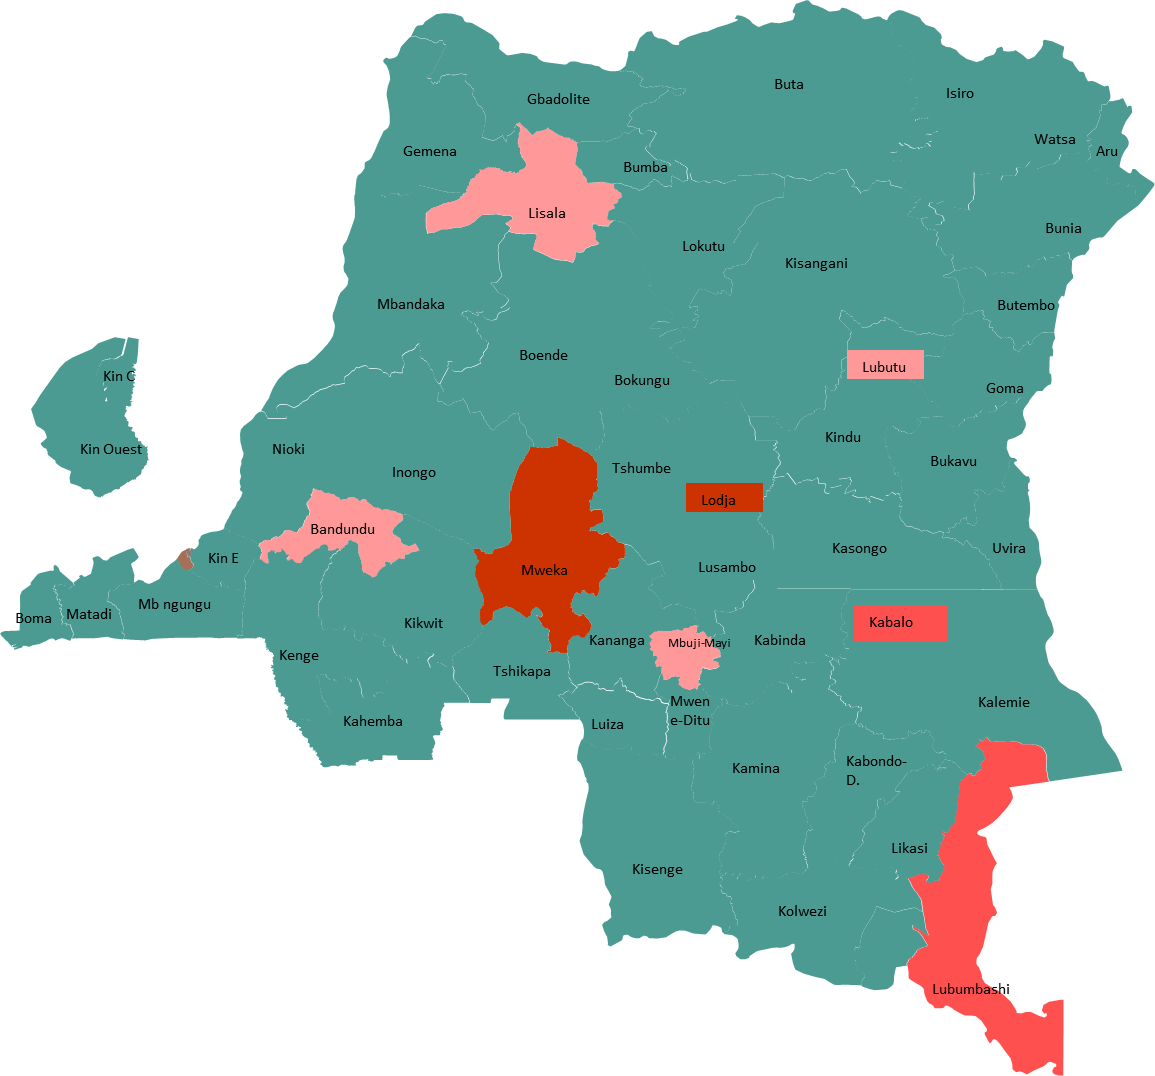 Buta
Isiro
Gbadolite
Watsa
Gemena
Aru
Bumba
Lisala
Bunia
Lokutu
Kisangani
Mbandaka
Butembo
Boende
Lubutu
Kin C
Bokungu
Goma
Kindu
Kin Ouest
Nioki
Bukavu
Inongo
Tshumbe
Lodja
Bandundu
Kasongo
Uvira
Kin E
Lusambo
Mweka
Mb ngungu
Matadi
Boma
Kikwit
Kabalo
Kananga
Mbuji-Mayi
Kabinda
Kenge
Tshikapa
Mwen
e-Ditu
Kalemie
Kahemba
Luiza
Kamina
Kabondo-
D.
Likasi
Kisenge
Kolwezi
Lubumbashi